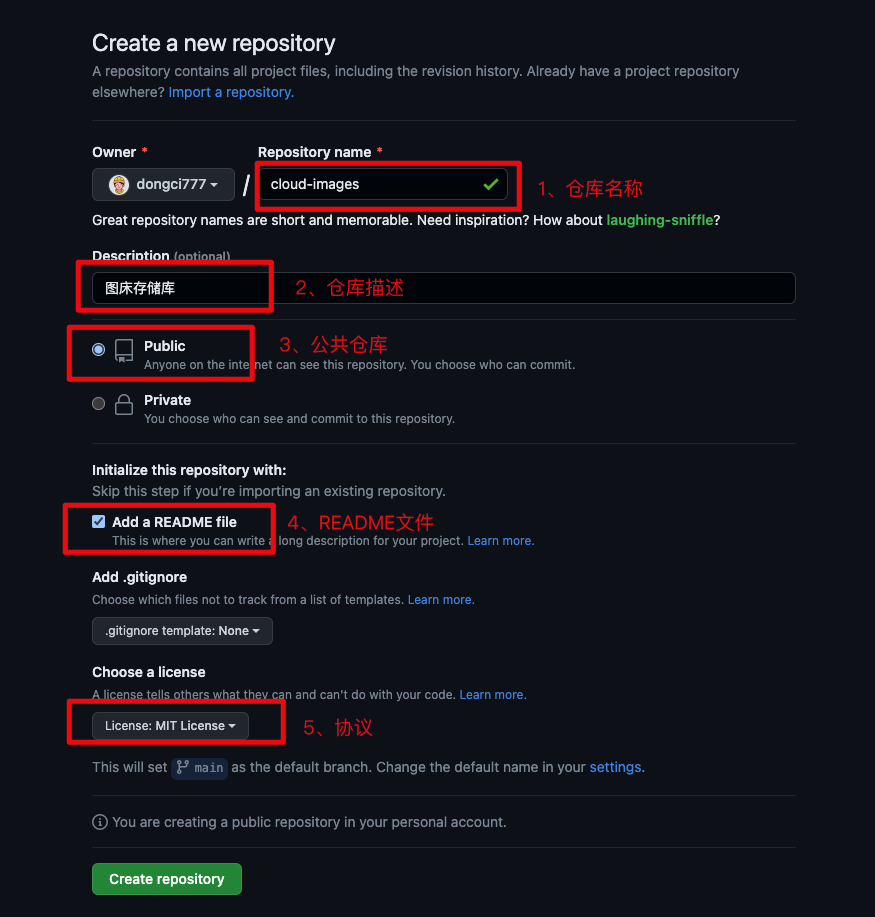 Create a new repository
A repository contains all project files, including the revision history. Already have a project repository
elsewhere? Import a repository.
Owner *
Repository name *
dongci777
/
cloud-images
1、仓库名称
Great repository names are short and memorable. Need inspiration? How about laughing-sniffle?
Description (optional)
图床存储库
2、仓库描述
Public
3、公共仓库
Anyone on the internet can see this repository. You choose who can commit.
Private
You choose who can see and commit to this repository.
Initialize this repository with:
Skip this step if you're importing an existing repository.
Add a README file
4、README文件
This is where you can write a long description for your project. Learn more.
Add .gitignore
Choose which files not to track from a list of templates. Learn more.
.gitignore template: None
Choose a license
A license tells others what they can and can't do with your code. Learn more.
License: MIT License
5、协议
This will set main as the default branch. Change the default name in your settings.
You are creating a public repository in your personal account.
Create repository